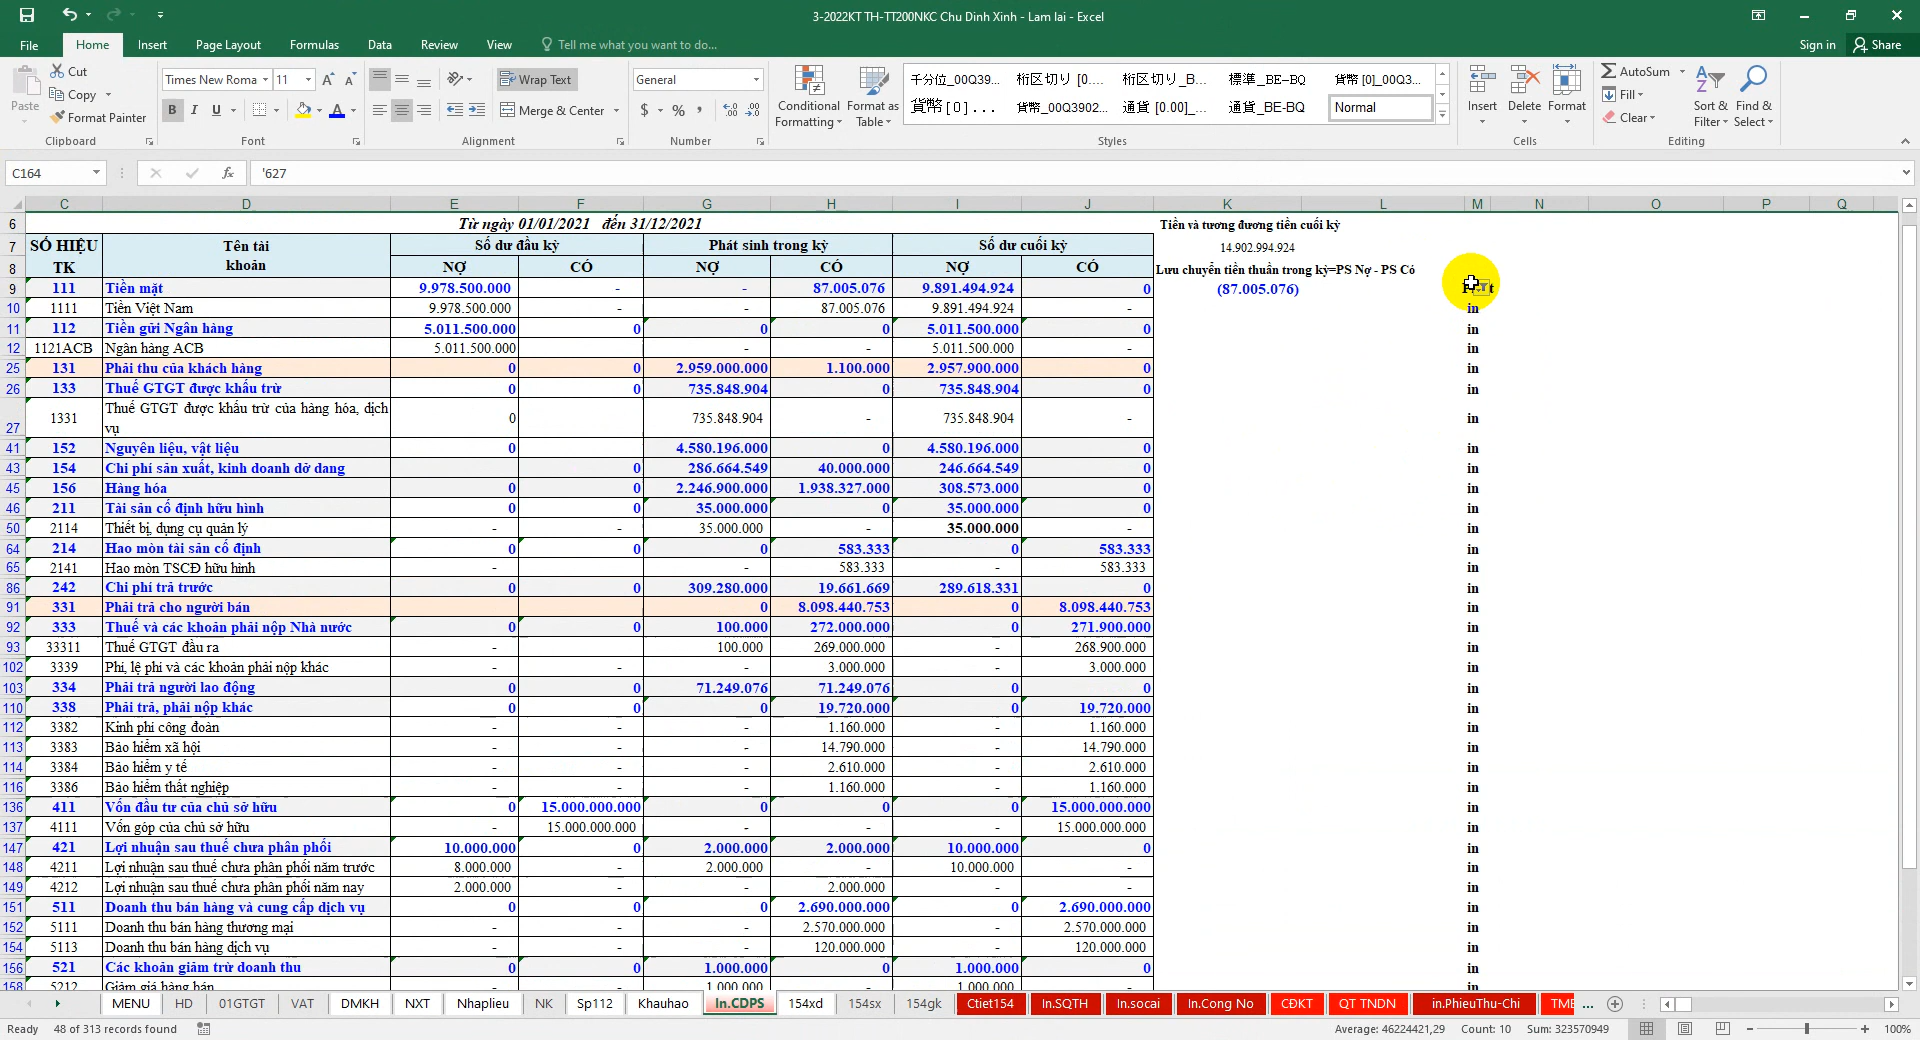 3-2022KT TH-TT200NKC Chu Dinh Xinh - Lam lai - Excel
File Home Insert Page Layout Formulas Data Review View Tell me what you want to do... Sign in Share
Paste Cut Copy Format Painter Clipboard
Times New Roma 11 B I U Font
Wrap Text Merge & Center Alignment
General $ % Number
Conditional Formatting Format as Table
千分位_00Q39... 桁区切り [0.... 桁区切り_B... 標準_BE–BQ 貨幣 [0]_00Q3...
貨幣 [0] ... 貨幣_00Q3902... 通貨 [0.00]_... 通貨_BE-BQ Normal
Styles
Insert Delete Format Cells
AutoSum Fill Clear Sort & Filter Find & Select Editing
C164 fx '627
C D E F G H I J K L M N O P Q
6 Từ ngày 01/01/2021 đến 31/12/2021 Tiền và tương đương tiền cuối kỳ
7 SỐ HIỆU Tên tài khoản Số dư đầu kỳ Phát sinh trong kỳ Số dư cuối kỳ 14.902.994.924
8 TK NỢ CÓ NỢ CÓ NỢ CÓ Lưu chuyển tiền thuần trong kỳ=PS Nợ - PS Có
9 111 Tiền mặt 9.978.500.000 - - 87.005.076 9.891.494.924 0 (87.005.076)
10 1111 Tiền Việt Nam 9.978.500.000 - - 87.005.076 9.891.494.924 - in
11 112 Tiền gửi Ngân hàng 5.011.500.000 0 0 0 5.011.500.000 0 in
12 1121ACB Ngân hàng ACB 5.011.500.000 - - 5.011.500.000 - in
25 131 Phải thu của khách hàng 0 0 2.959.000.000 1.100.000 2.957.900.000 0 in
26 133 Thuế GTGT được khấu trừ 0 0 735.848.904 0 735.848.904 0 in
27 1331 Thuế GTGT được khấu trừ của hàng hóa, dịch vụ 0 735.848.904 - 735.848.904 - in
41 152 Nguyên liệu, vật liệu 0 4.580.196.000 0 4.580.196.000 0 in
43 154 Chi phí sản xuất, kinh doanh dở dang 0 286.664.549 40.000.000 246.664.549 0 in
45 156 Hàng hóa 0 0 2.246.900.000 1.938.327.000 308.573.000 0 in
46 211 Tài sản cố định hữu hình 0 0 35.000.000 0 35.000.000 0 in
50 2114 Thiết bị, dụng cụ quản lý - - 35.000.000 - 35.000.000 - in
64 214 Hao mòn tài sản cố định 0 0 0 583.333 0 583.333 in
65 2141 Hao mòn TSCĐ hữu hình - - 583.333 - 583.333 in
86 242 Chi phí trả trước 0 0 309.280.000 19.661.669 289.618.331 0 in
91 331 Phải trả cho người bán 0 8.098.440.753 0 8.098.440.753 in
92 333 Thuế và các khoản phải nộp Nhà nước 0 0 100.000 272.000.000 0 271.900.000 in
93 33311 Thuế GTGT đầu ra - 100.000 269.000.000 - 268.900.000 in
102 3339 Phí, lệ phí và các khoản phải nộp khác - - - 3.000.000 - 3.000.000 in
103 334 Phải trả người lao động 0 0 71.249.076 71.249.076 0 0 in
110 338 Phải trả, phải nộp khác 0 0 0 19.720.000 0 19.720.000 in
112 3382 Kinh phí công đoàn - - - 1.160.000 - 1.160.000 in
113 3383 Bảo hiểm xã hội - - - 14.790.000 - 14.790.000 in
114 3384 Bảo hiểm y tế - - - 2.610.000 - 2.610.000 in
116 3386 Bảo hiểm thất nghiệp - - - 1.160.000 - 1.160.000 in
136 411 Vốn đầu tư của chủ sở hữu 0 15.000.000.000 0 0 0 15.000.000.000 in
137 4111 Vốn góp của chủ sở hữu - 15.000.000.000 - - - 15.000.000.000 in
147 421 Lợi nhuận sau thuế chưa phân phối 10.000.000 0 2.000.000 2.000.000 10.000.000 0 in
148 4211 Lợi nhuận sau thuế chưa phân phối năm trước 8.000.000 - 2.000.000 - 10.000.000 - in
149 4212 Lợi nhuận sau thuế chưa phân phối năm nay 2.000.000 - - 2.000.000 - - in
151 511 Doanh thu bán hàng và cung cấp dịch vụ 0 0 0 2.690.000.000 0 2.690.000.000 in
152 5111 Doanh thu bán hàng thương mại - - - 2.570.000.000 - 2.570.000.000 in
154 5113 Doanh thu bán hàng dịch vụ - - - 120.000.000 - 120.000.000 in
156 521 Các khoản giảm trừ doanh thu 0 0 1.000.000 0 1.000.000 0 in
158 5212 Giảm giá hàng bán - - 1.000.000 - 1.000.000 -
MENU HD 01GTGT VAT DMKH NXT Nhaplieu NK Sp112 Khauhao In.CDPS 154xd 154sx 154gk Ctiet154 In.SQTH In.socai In.Cong No CĐKT QT TNDN in.PhieuThu-Chi TME ...
Ready 48 of 313 records found Average: 46224421,29 Count: 10 Sum: 323570949 100%